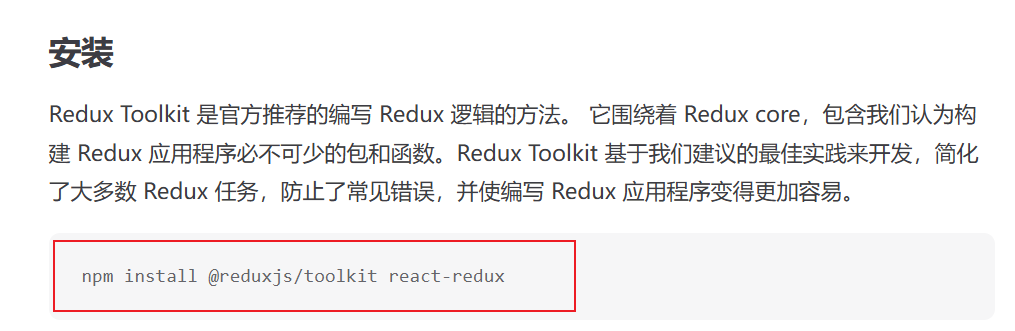 安装
Redux Toolkit 是官方推荐的编写 Redux 逻辑的方法。 它围绕着 Redux core，包含我们认为构
建 Redux 应用程序必不可少的包和函数。Redux Toolkit 基于我们建议的最佳实践来开发，简化
了大多数 Redux 任务，防止了常见错误，并使编写 Redux 应用程序变得更加容易。
npm install @reduxjs/toolkit react-redux